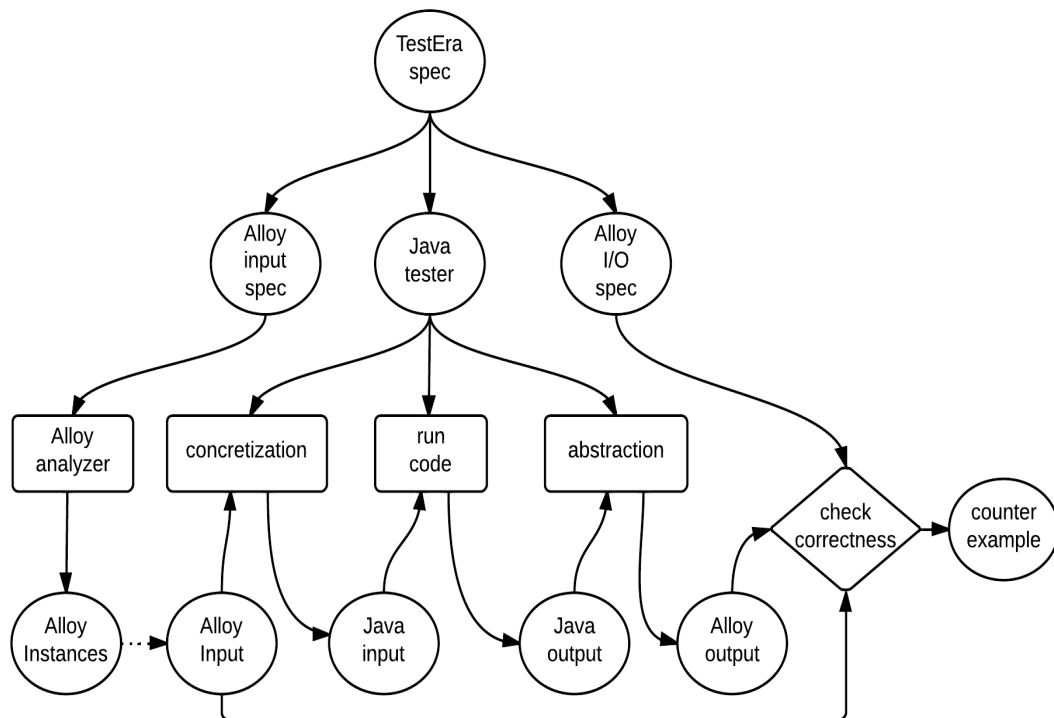 TestEra
spec
Alloy
input
spec
Java
tester
Alloy
I/O
spec
Alloy
analyzer
concretization
run
code
abstraction
check
correctness
counter
example
Alloy
Instances
Alloy
Input
Java
input
Java
output
Alloy
output